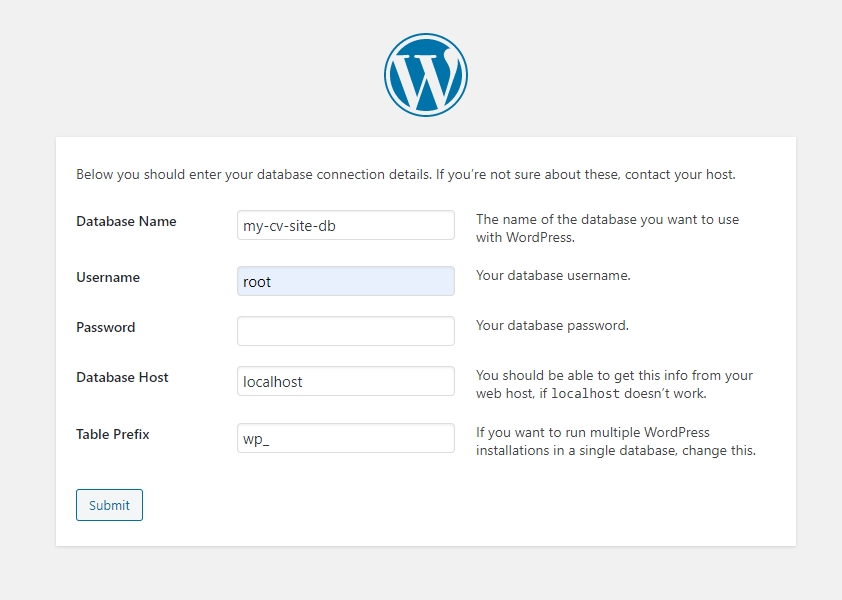 W
Below you should enter your database connection details. If you’re not sure about these, contact your host.
Database Name
my-cv-site-db
The name of the database you want to use
with WordPress.
Username
root
Your database username.
Password
Your database password.
Database Host
localhost
You should be able to get this info from your
web host, if localhost doesn’t work.
Table Prefix
wp_
If you want to run multiple WordPress
installations in a single database, change this.
Submit